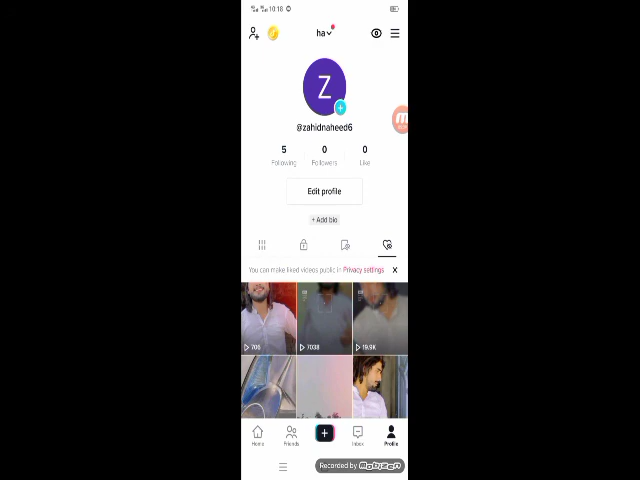 10:18
ha
Z
@zahidnaheed6
5 0 0
Following Followers Like
Edit profile
+ Add bio
You can make liked videos public in Privacy settings X
706 7038 19.9K
Home Friends Inbox Profile
Recorded by Mobizen